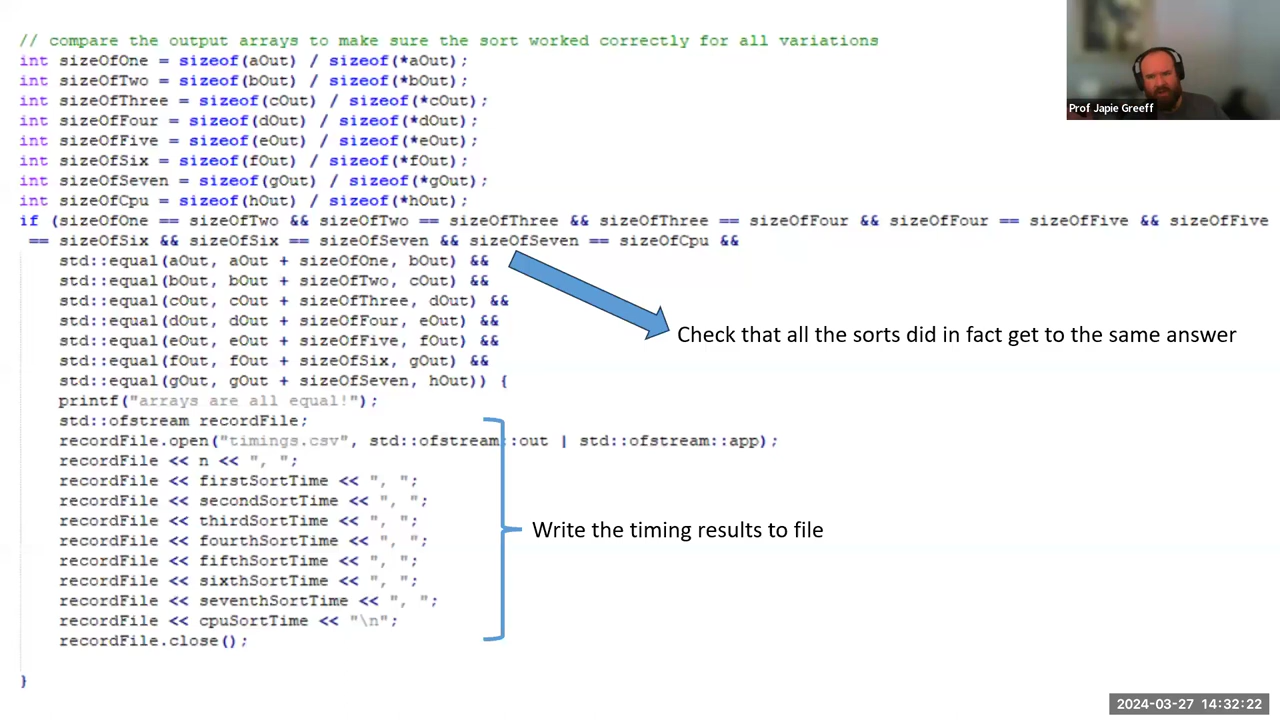 // compare the output arrays to make sure the sort worked correctly for all variations
int sizeOfOne = sizeof(aOut) / sizeof(*aOut);
int sizeOfTwo = sizeof(bOut) / sizeof(*bOut);
int sizeOfThree = sizeof(cOut) / sizeof(*cOut);
int sizeOfFour = sizeof(dOut) / sizeof(*dOut);
int sizeOfFive = sizeof(eOut) / sizeof(*eOut);
int sizeOfSix = sizeof(fOut) / sizeof(*fOut);
int sizeOfSeven = sizeof(gOut) / sizeof(*gOut);
int sizeOfCpu = sizeof(hOut) / sizeof(*hOut);
if (sizeOfOne == sizeOfTwo && sizeOfTwo == sizeOfThree && sizeOfThree == sizeOfFour && sizeOfFour == sizeOfFive && sizeOfFive
== sizeOfSix && sizeOfSix == sizeOfSeven && sizeOfSeven == sizeOfCpu &&
std::equal(aOut, aOut + sizeOfOne, bOut) &&
std::equal(bOut, bOut + sizeOfTwo, cOut) &&
std::equal(cOut, cOut + sizeOfThree, dOut) &&
std::equal(dOut, dOut + sizeOfFour, eOut) &&
std::equal(eOut, eOut + sizeOfFive, fOut) &&
std::equal(fOut, fOut + sizeOfSix, gOut) &&
std::equal(gOut, gOut + sizeOfSeven, hOut)) {
printf("arrays are all equal!");
std::ofstream recordFile;
recordFile.open("timings.csv", std::ofstream::out | std::ofstream::app);
recordFile << n << ", ";
recordFile << firstSortTime << ", ";
recordFile << secondSortTime << ", ";
recordFile << thirdSortTime << ", ";
recordFile << fourthSortTime << ", ";
recordFile << fifthSortTime << ", ";
recordFile << sixthSortTime << ", ";
recordFile << seventhSortTime << ", ";
recordFile << cpuSortTime << "\n";
recordFile.close();
}
Check that all the sorts did in fact get to the same answer
Write the timing results to file
Prof Japie Greeff
2024-03-27 14:32:22